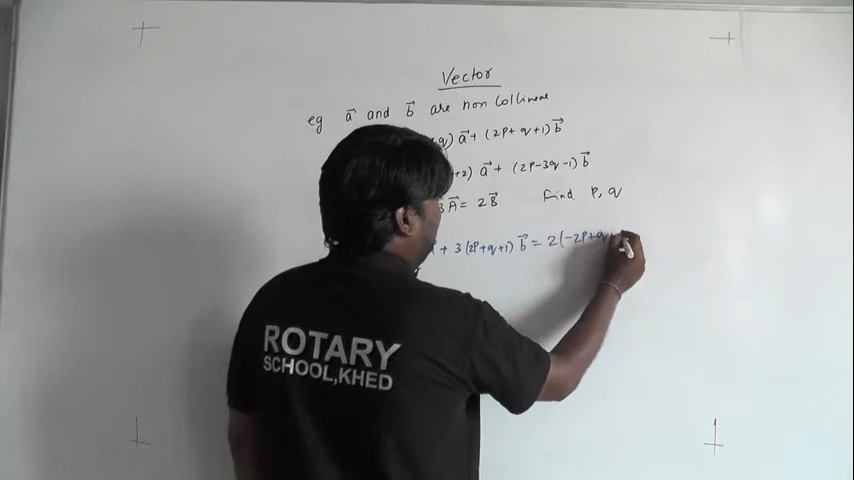 Vector
eg a⃗ and b⃗ are non Collinear
q) a⃗ + (2P + q + 1) b⃗
+2) a⃗ + (2P-3q-1) b⃗
3A⃗ = 2B⃗ Find P, q
+ 3(2P+q+1) b⃗ = 2(-2P+q
ROTARY
SCHOOL,KHED